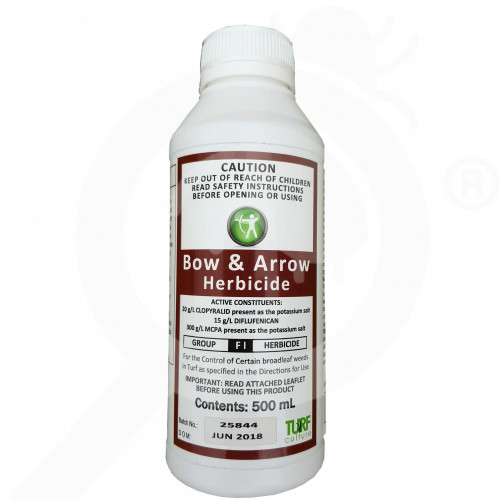 CAUTION
KEEP OUT OF REACH OF CHILDREN
READ SAFETY INSTRUCTIONS
BEFORE OPENING OR USING
Bow & Arrow
Herbicide
ACTIVE CONSTITUENTS:
20 g/L CLOPYRALID present as the potassium salt
15 g/L DIFLUFENICAN
300 g/L MCPA present as the potassium salt
GROUP F I HERBICIDE
For the Control of Certain broadleaf weeds
in Turf as specified in the Directions for Use
IMPORTANT: READ ATTACHED LEAFLET
BEFORE USING THIS PRODUCT
Contents: 500 mL
Batch No.: 25844
D O M: JUN 2018
TURF
culture
®